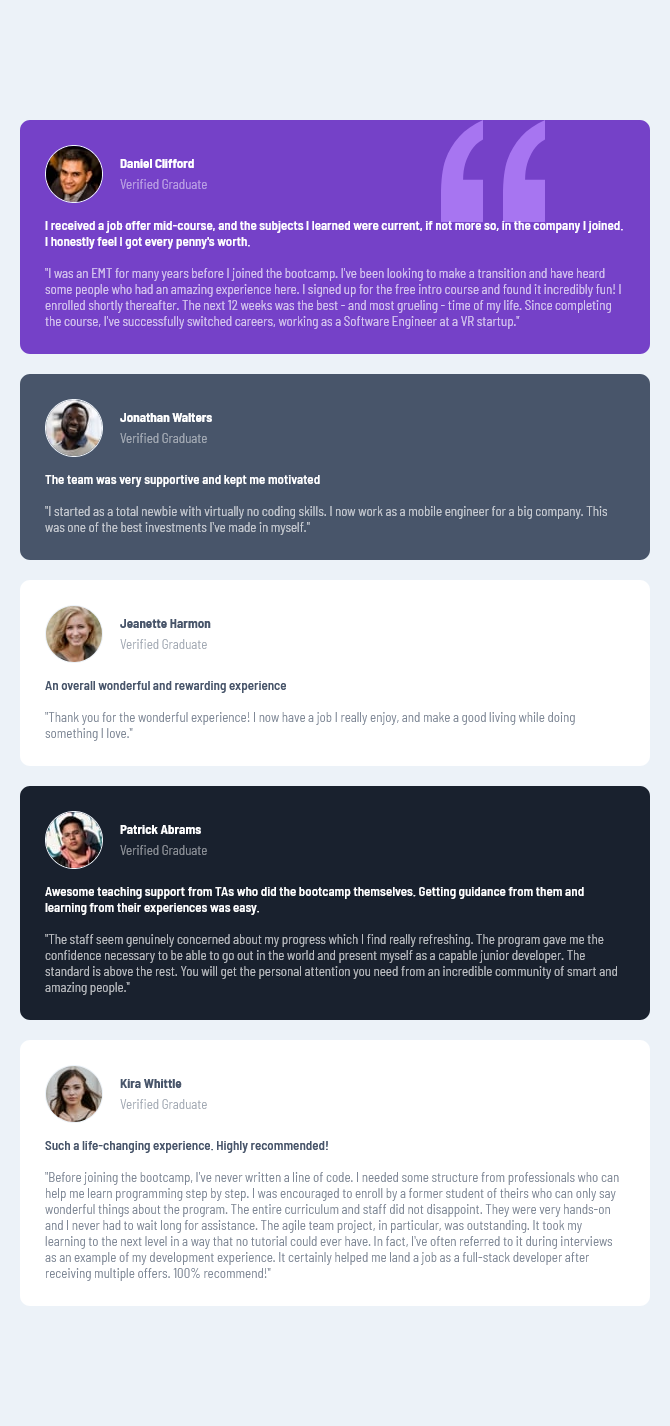 Daniel Clifford
Verified Graduate
I received a job offer mid-course, and the subjects I learned were current, if not more so, in the company I joined.
I honestly feel I got every penny's worth.
"I was an EMT for many years before I joined the bootcamp. I've been looking to make a transition and have heard
some people who had an amazing experience here. I signed up for the free intro course and found it incredibly fun! I
enrolled shortly thereafter. The next 12 weeks was the best - and most grueling - time of my life. Since completing
the course, I've successfully switched careers, working as a Software Engineer at a VR startup."
Jonathan Walters
Verified Graduate
The team was very supportive and kept me motivated
"I started as a total newbie with virtually no coding skills. I now work as a mobile engineer for a big company. This
was one of the best investments I've made in myself."
Jeanette Harmon
Verified Graduate
An overall wonderful and rewarding experience
"Thank you for the wonderful experience! I now have a job I really enjoy, and make a good living while doing
something I love."
Patrick Abrams
Verified Graduate
Awesome teaching support from TAs who did the bootcamp themselves. Getting guidance from them and
learning from their experiences was easy.
"The staff seem genuinely concerned about my progress which I find really refreshing. The program gave me the
confidence necessary to be able to go out in the world and present myself as a capable junior developer. The
standard is above the rest. You will get the personal attention you need from an incredible community of smart and
amazing people."
Kira Whittle
Verified Graduate
Such a life-changing experience. Highly recommended!
"Before joining the bootcamp, I've never written a line of code. I needed some structure from professionals who can
help me learn programming step by step. I was encouraged to enroll by a former student of theirs who can only say
wonderful things about the program. The entire curriculum and staff did not disappoint. They were very hands-on
and I never had to wait long for assistance. The agile team project, in particular, was outstanding. It took my
learning to the next level in a way that no tutorial could ever have. In fact, I've often referred to it during interviews
as an example of my development experience. It certainly helped me land a job as a full-stack developer after
receiving multiple offers. 100% recommend!"